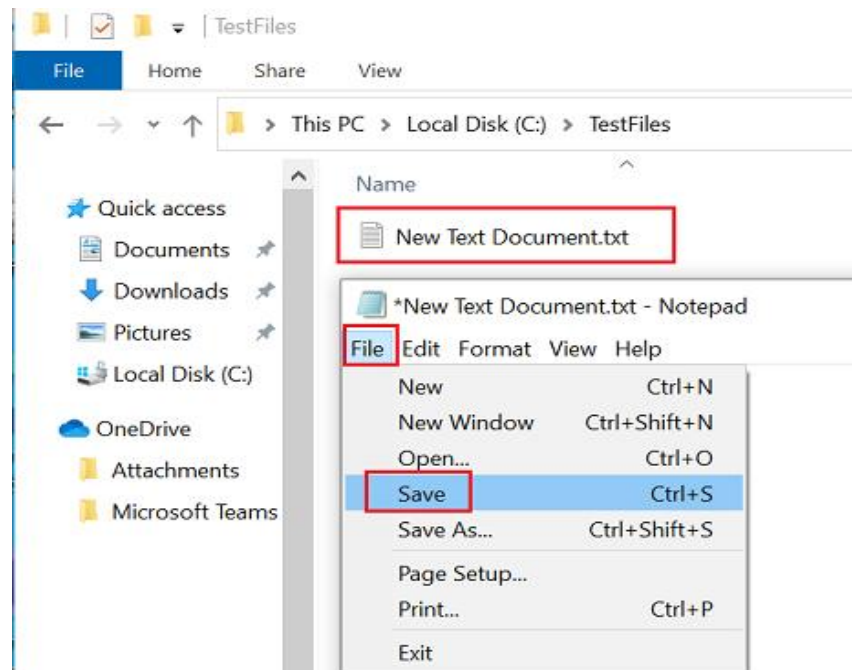 TestFiles
File Home Share View
This PC > Local Disk (C:) > TestFiles
Name
Quick access
New Text Document.txt
Documents
Downloads
*New Text Document.txt - Notepad
Pictures
File Edit Format View Help
Local Disk (C:)
New Ctrl+N
New Window Ctrl+Shift+N
OneDrive
Open... Ctrl+O
Attachments
Save Ctrl+S
Microsoft Teams
Save As... Ctrl+Shift+S
Page Setup...
Print... Ctrl+P
Exit